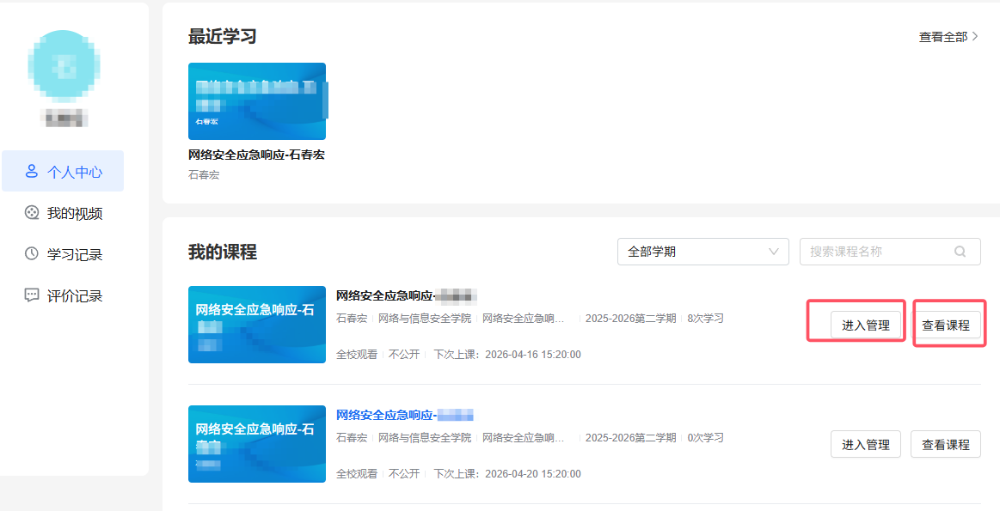 最近学习
查看全部
石春宏
网络安全应急响应-石春宏
石春宏
个人中心
我的视频
学习记录
评价记录
我的课程
全部学期
搜索课程名称
网络安全应急响应-石
网络安全应急响应-
石春宏 网络与信息安全学院 网络安全应急响... 2025-2026第二学期 8次学习
全校观看 不公开 下次上课：2026-04-16 15:20:00
进入管理
查看课程
网络安全应急响应-石
网络安全应急响应-
石春宏 网络与信息安全学院 网络安全应急响... 2025-2026第二学期 0次学习
全校观看 不公开 下次上课：2026-04-20 15:20:00
进入管理
查看课程